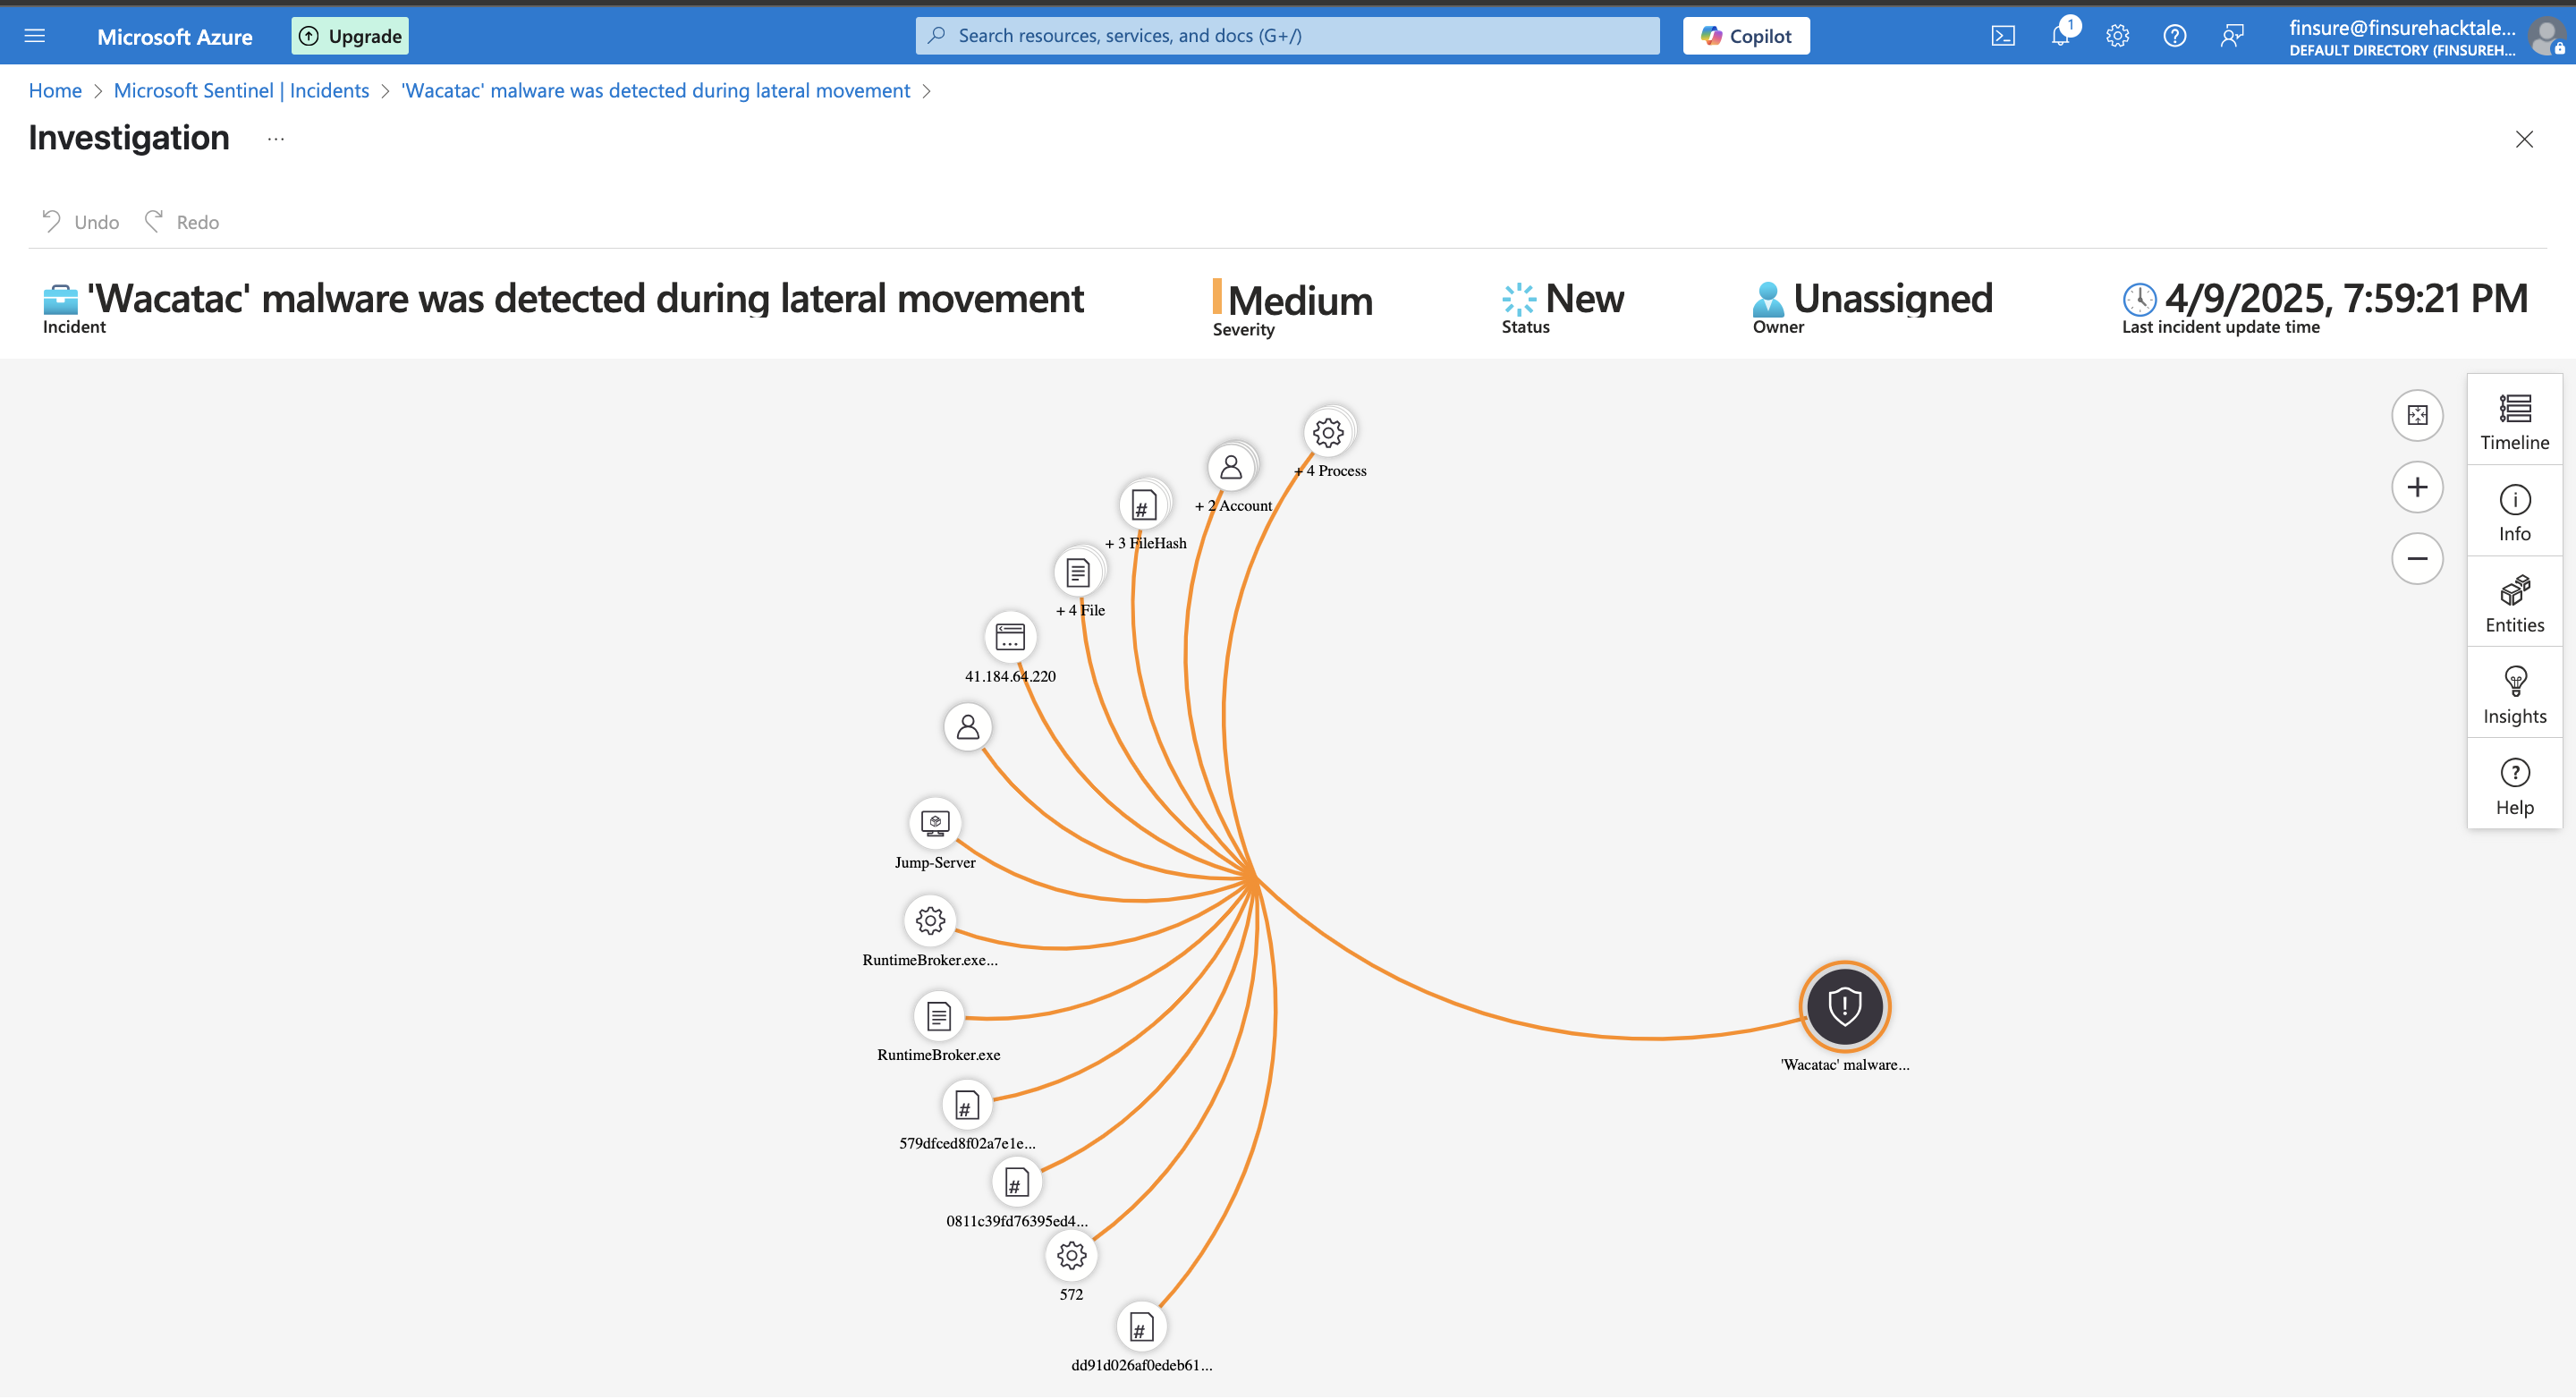 Microsoft Azure
Upgrade
Search resources, services, and docs (G+/)
Copilot
1
finsure@finsurehacktale...
DEFAULT DIRECTORY (FINSUREH...
Home > Microsoft Sentinel | Incidents > 'Wacatac' malware was detected during lateral movement >
Investigation ...
Undo Redo
'Wacatac' malware was detected during lateral movement
Incident
Medium
Severity
New
Status
Unassigned
Owner
4/9/2025, 7:59:21 PM
Last incident update time
+ 4 Process
+ 2 Account
+ 3 FileHash
+ 4 File
41.184.64.220
Jump-Server
RuntimeBroker.exe...
RuntimeBroker.exe
579dfced8f02a7e1e...
0811c39fd76395ed4...
572
dd91d026af0edeb61...
'Wacatac' malware...
Timeline
Info
Entities
Insights
Help